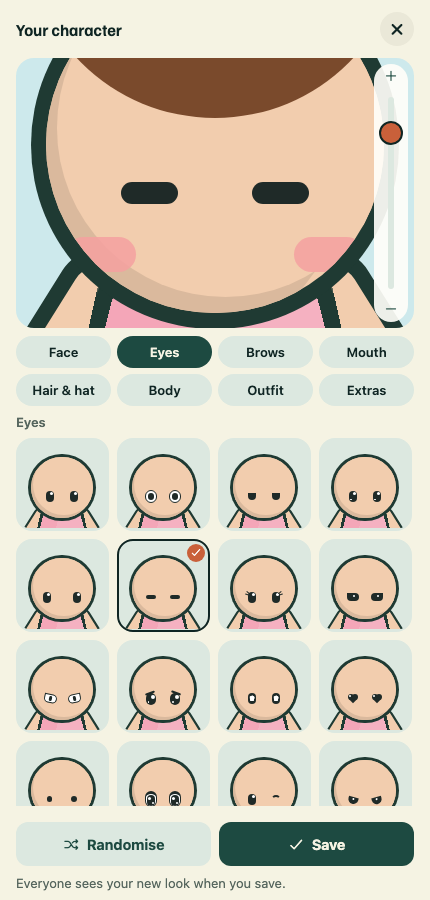 Your character
+
−
Face
Eyes
Brows
Mouth
Hair & hat
Body
Outfit
Extras
Eyes
Randomise
Save
Everyone sees your new look when you save.